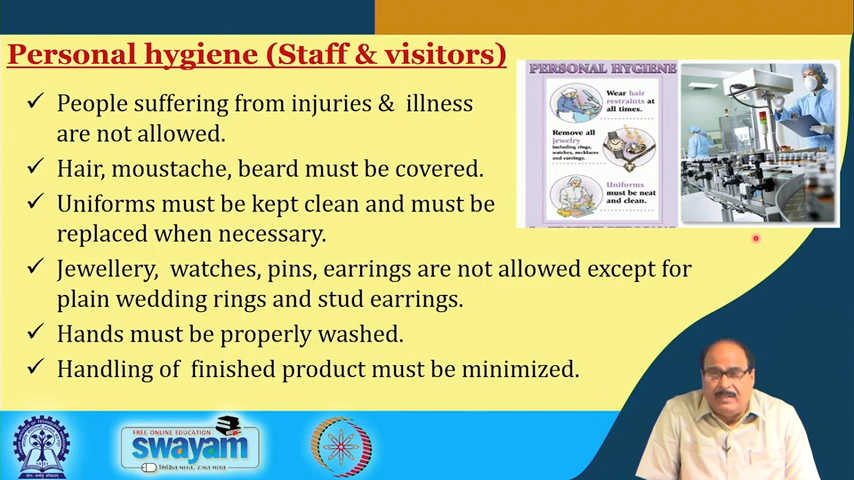 Personal hygiene (Staff & visitors)
✓ People suffering from injuries & illness
are not allowed.
✓ Hair, moustache, beard must be covered.
✓ Uniforms must be kept clean and must be
replaced when necessary.
✓ Jewellery, watches, pins, earrings are not allowed except for
plain wedding rings and stud earrings.
✓ Hands must be properly washed.
✓ Handling of finished product must be minimized.
PERSONAL HYGIENE
Wear hair
restraints at
all times.
Remove all
jewelry
including rings,
watches, necklaces
and earrings.
Uniforms
must be neat
and clean.
FREE ONLINE EDUCATION
swayam